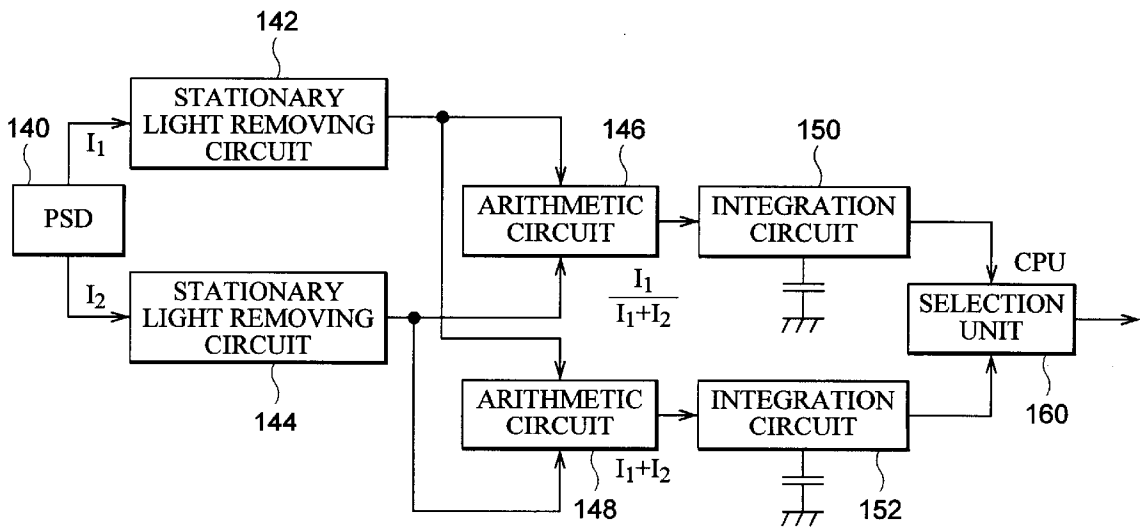 142
STATIONARY
LIGHT REMOVING
CIRCUIT
140
I1
PSD
I2
STATIONARY
LIGHT REMOVING
CIRCUIT
144
146
ARITHMETIC
CIRCUIT
I1
I1+I2
150
INTEGRATION
CIRCUIT
CPU
SELECTION
UNIT
160
ARITHMETIC
CIRCUIT
I1+I2
148
INTEGRATION
CIRCUIT
152